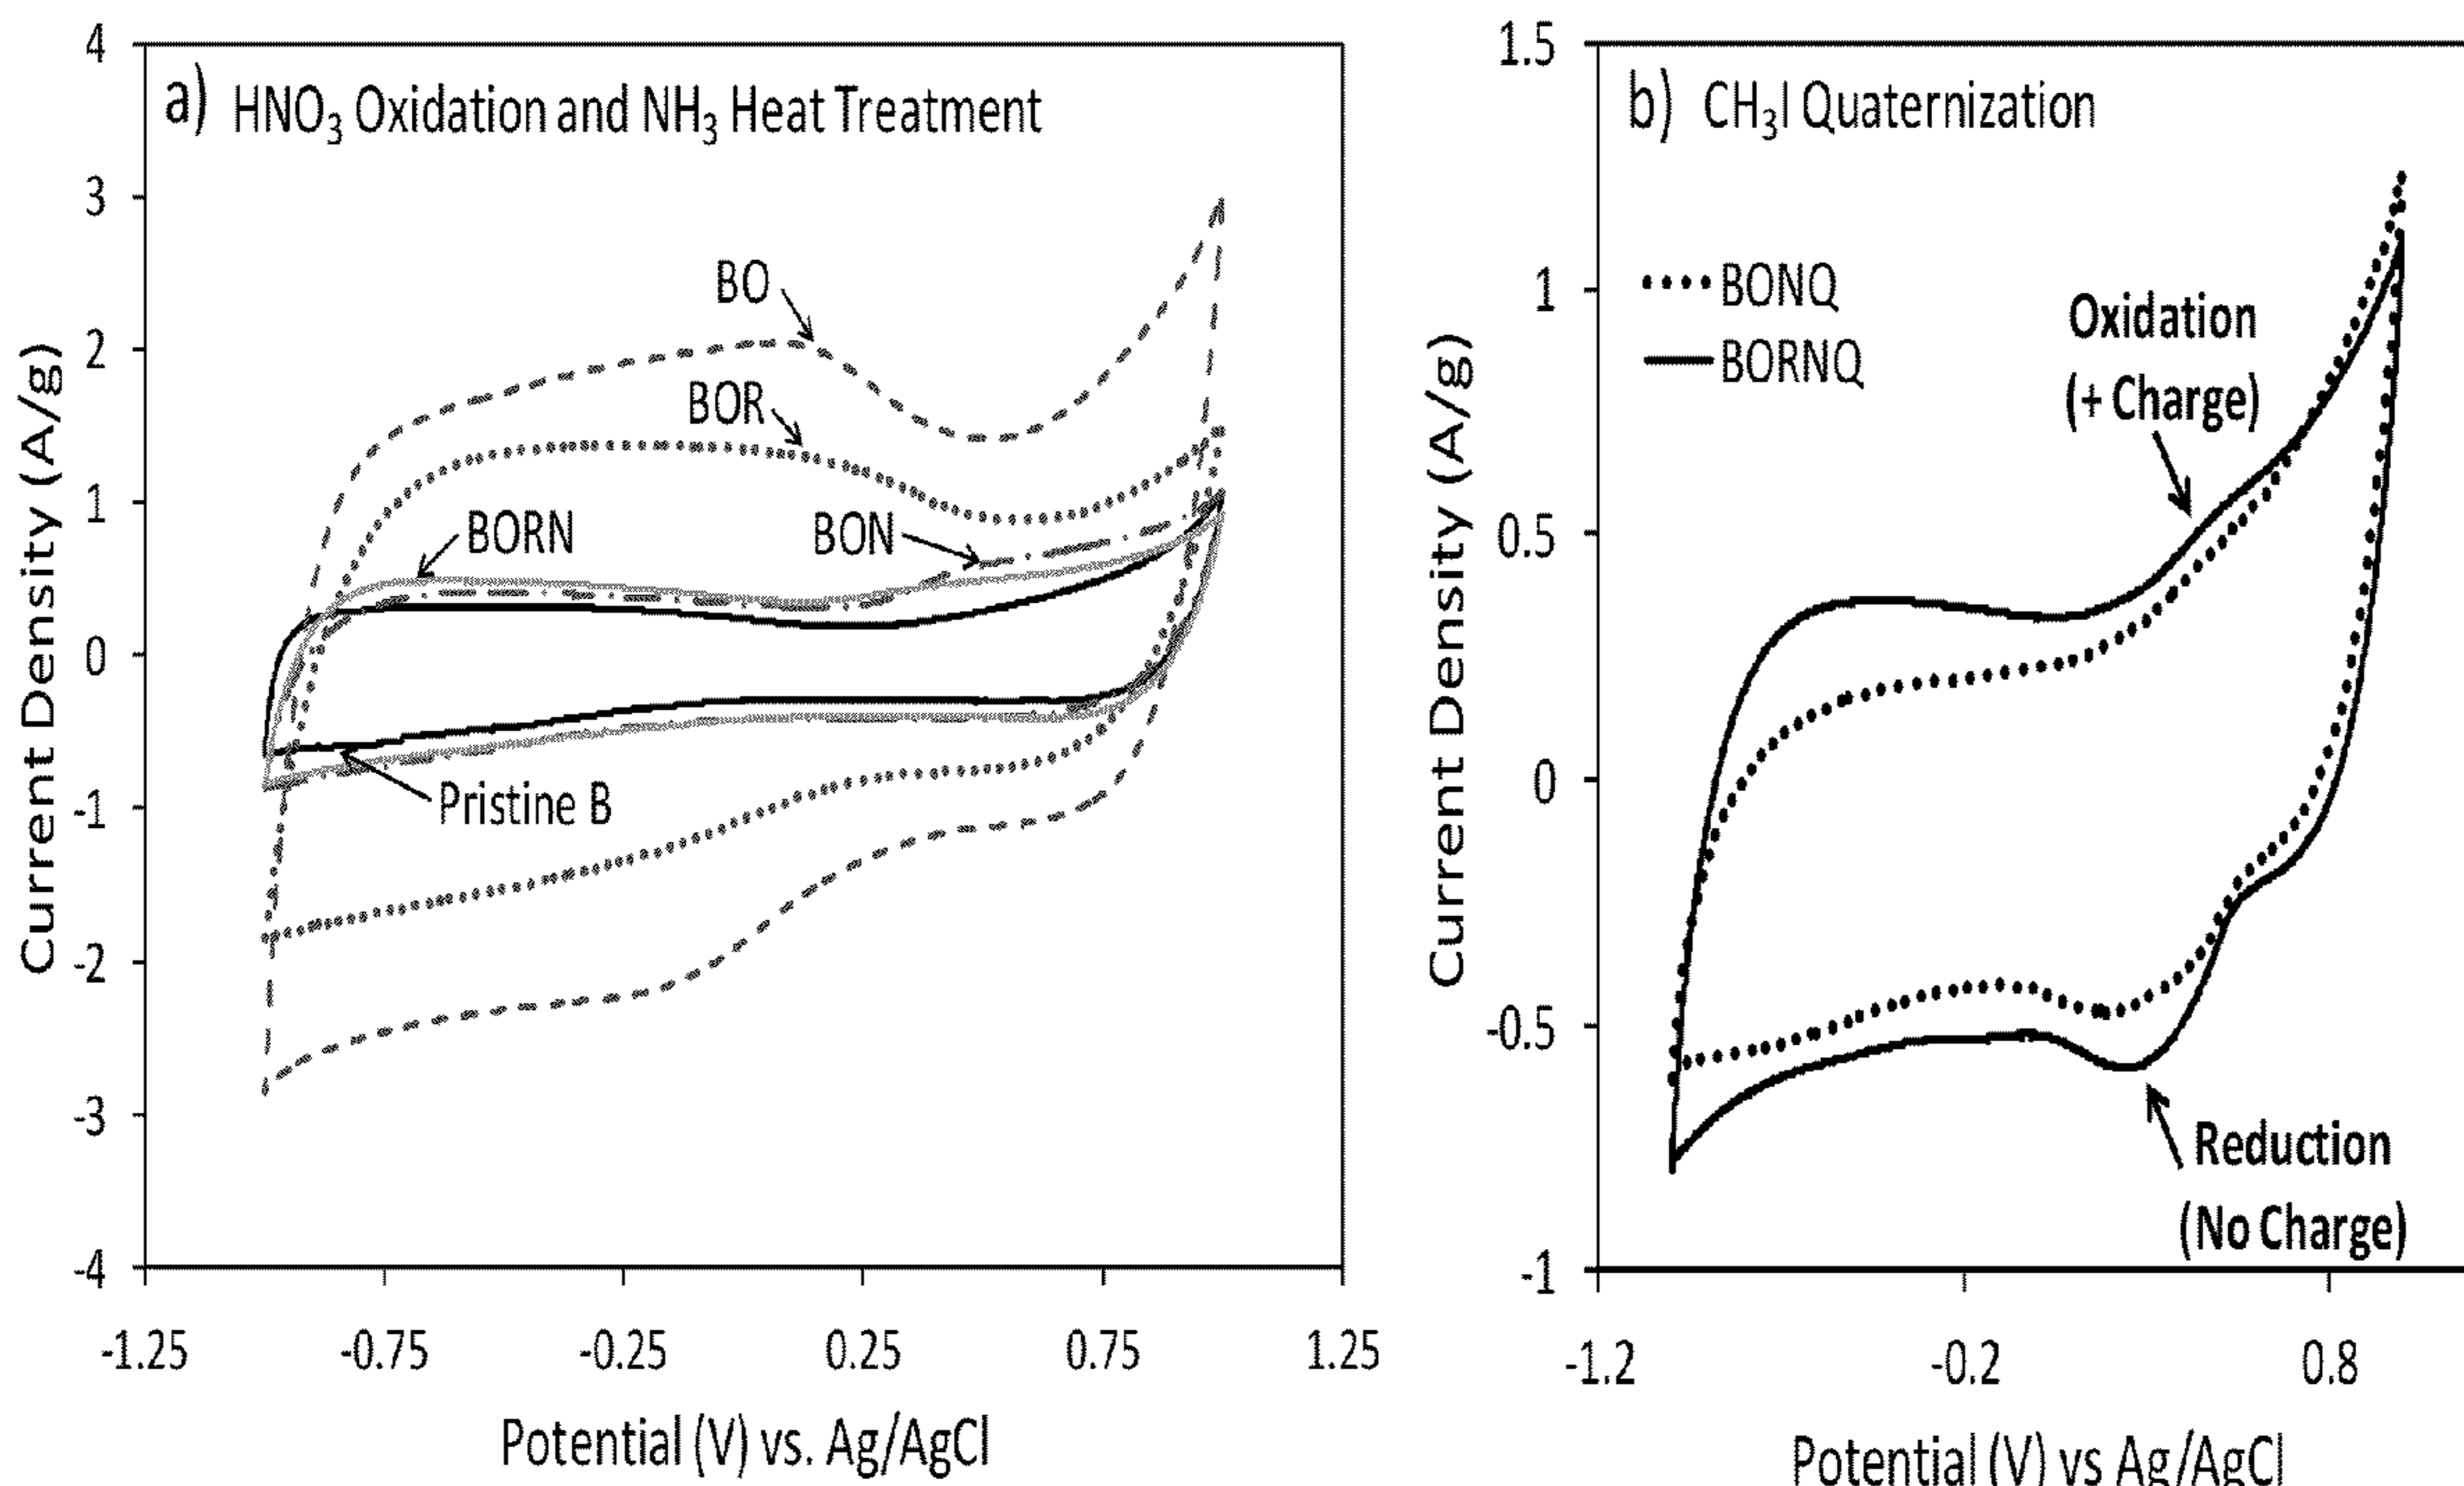 a) HNO₃ Oxidation and NH₃ Heat Treatment
Current Density (A/g)
4
3
2
1
0
-1
-2
-3
-4
BO
BOR
BORN
BON
Pristine B
-1.25
-0.75
-0.25
0.25
0.75
1.25
Potential (V) vs. Ag/AgCl
b) CH₃I Quaternization
Current Density (A/g)
1.5
1
0.5
0
-0.5
-1
BONQ
BORNQ
Oxidation
(+ Charge)
Reduction
(No Charge)
-1.2
-0.2
0.8
Potential (V) vs Ag/AgCl